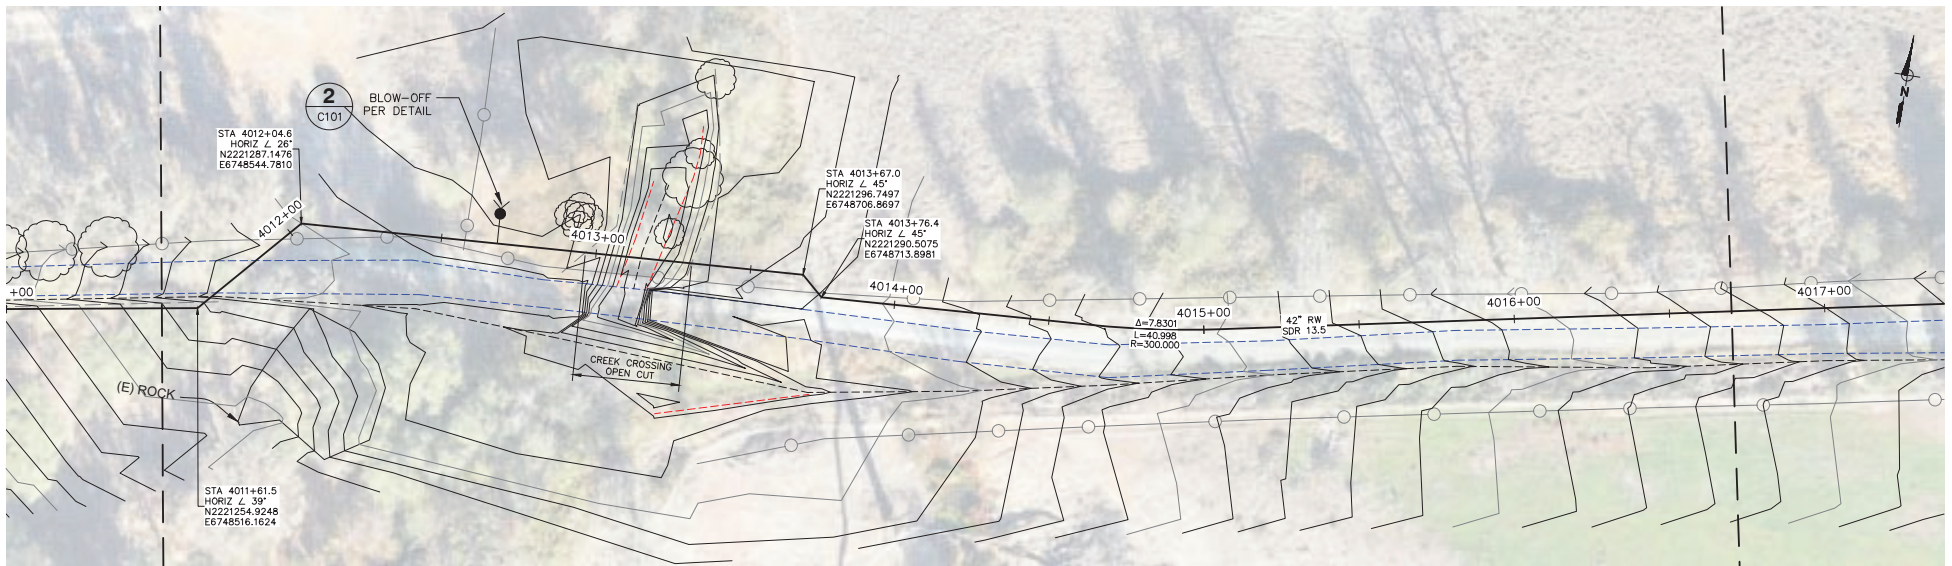 2
C101
BLOW-OFF
PER DETAIL
STA 4012+04.6
HORIZ ∠ 26°
N2221287.1476
E6748544.7810
4012+00
4013+00
STA 4013+67.0
HORIZ ∠ 45°
N2221296.7497
E6748706.8697
STA 4013+76.4
HORIZ ∠ 45°
N2221290.5075
E6748713.8981
N
+00
4014+00
4015+00
4016+00
4017+00
Δ=7.8301
L=40.998
R=300.000
42" RW
SDR 13.5
CREEK CROSSING
OPEN CUT
(E) ROCK
STA 4011+61.5
HORIZ ∠ 39°
N2221254.9248
E6748516.1624